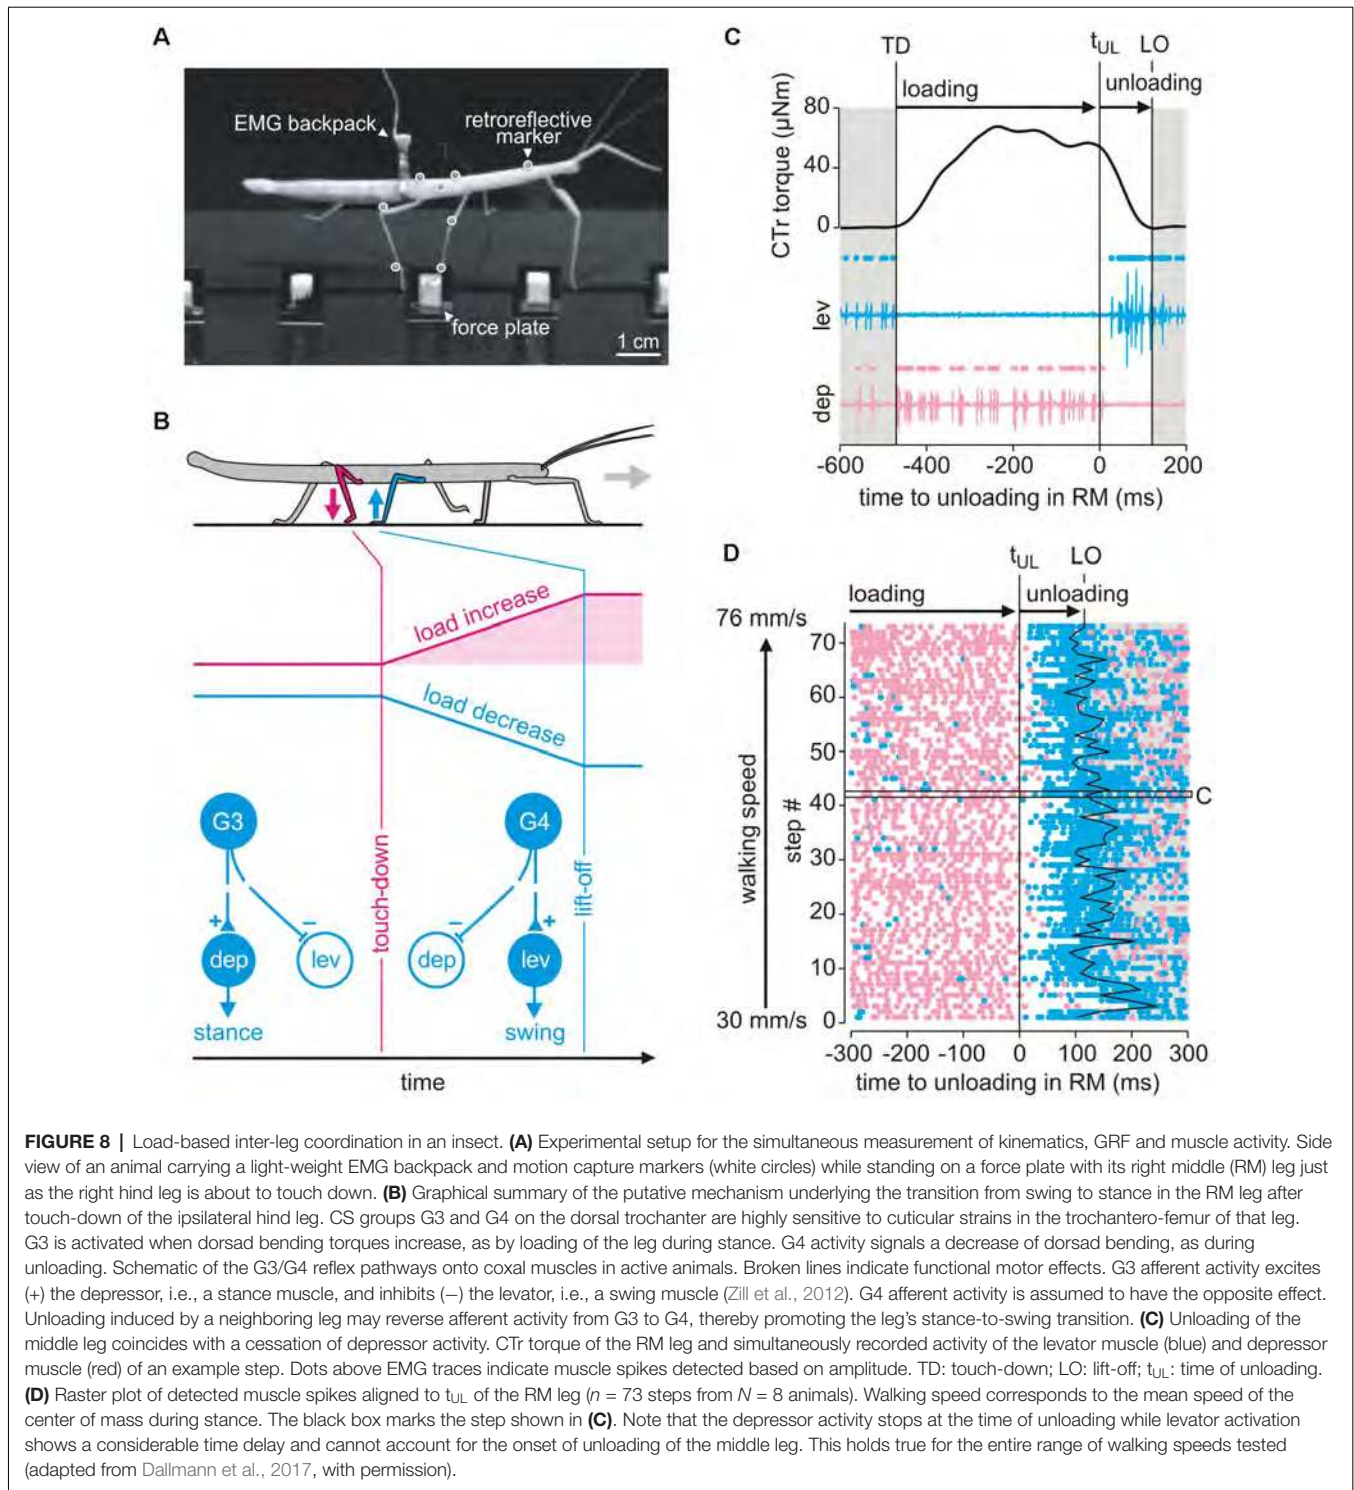 A
EMG backpack
retroreflective
marker
force plate
1 cm
B
load increase
load decrease
G3
G4
touch-down
lift-off
+
−
−
+
dep
lev
dep
lev
stance
swing
time
C
TD
tUL
LO
loading
unloading
CTr torque (µNm)
80
40
0
lev
dep
-600
-400
-200
0
200
time to unloading in RM (ms)
D
tUL
LO
loading
unloading
76 mm/s
walking speed
30 mm/s
step #
70
60
50
40
30
20
10
0
C
-300 -200 -100 0 100 200 300
time to unloading in RM (ms)
FIGURE 8 | Load-based inter-leg coordination in an insect. (A) Experimental setup for the simultaneous measurement of kinematics, GRF and muscle activity. Side
view of an animal carrying a light-weight EMG backpack and motion capture markers (white circles) while standing on a force plate with its right middle (RM) leg just
as the right hind leg is about to touch down. (B) Graphical summary of the putative mechanism underlying the transition from swing to stance in the RM leg after
touch-down of the ipsilateral hind leg. CS groups G3 and G4 on the dorsal trochanter are highly sensitive to cuticular strains in the trochantero-femur of that leg.
G3 is activated when dorsad bending torques increase, as by loading of the leg during stance. G4 activity signals a decrease of dorsad bending, as during
unloading. Schematic of the G3/G4 reflex pathways onto coxal muscles in active animals. Broken lines indicate functional motor effects. G3 afferent activity excites
(+) the depressor, i.e., a stance muscle, and inhibits (−) the levator, i.e., a swing muscle (Zill et al., 2012). G4 afferent activity is assumed to have the opposite effect.
Unloading induced by a neighboring leg may reverse afferent activity from G3 to G4, thereby promoting the leg's stance-to-swing transition. (C) Unloading of the
middle leg coincides with a cessation of depressor activity. CTr torque of the RM leg and simultaneously recorded activity of the levator muscle (blue) and depressor
muscle (red) of an example step. Dots above EMG traces indicate muscle spikes detected based on amplitude. TD: touch-down; LO: lift-off; tUL: time of unloading.
(D) Raster plot of detected muscle spikes aligned to tUL of the RM leg (n = 73 steps from N = 8 animals). Walking speed corresponds to the mean speed of the
center of mass during stance. The black box marks the step shown in (C). Note that the depressor activity stops at the time of unloading while levator activation
shows a considerable time delay and cannot account for the onset of unloading of the middle leg. This holds true for the entire range of walking speeds tested
(adapted from Dallmann et al., 2017, with permission).